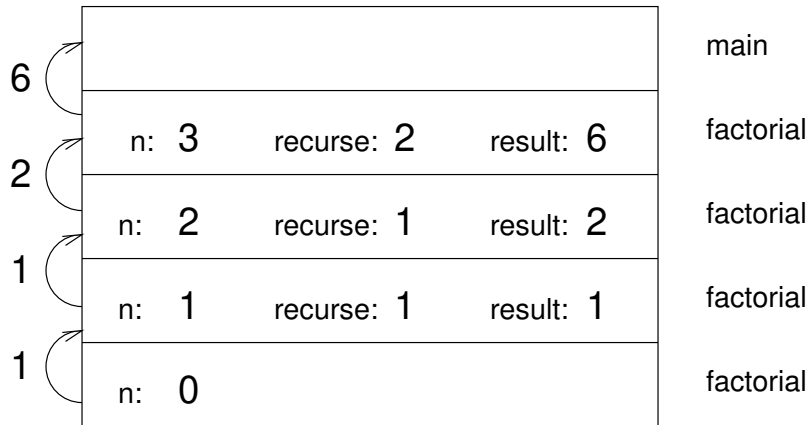 main
6
n: 3 recurse: 2 result: 6 factorial
2
n: 2 recurse: 1 result: 2 factorial
1
n: 1 recurse: 1 result: 1 factorial
1
n: 0 factorial